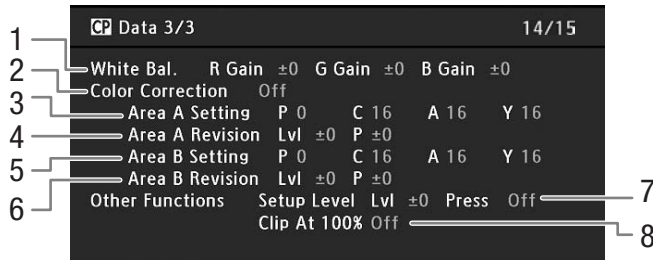 CP Data 3/3 14/15
1 White Bal. R Gain ±0 G Gain ±0 B Gain ±0
2 Color Correction Off
3 Area A Setting P 0 C 16 A 16 Y 16
4 Area A Revision Lvl ±0 P ±0
5 Area B Setting P 0 C 16 A 16 Y 16
6 Area B Revision Lvl ±0 P ±0
Other Functions Setup Level Lvl ±0 Press Off 7
Clip At 100% Off 8